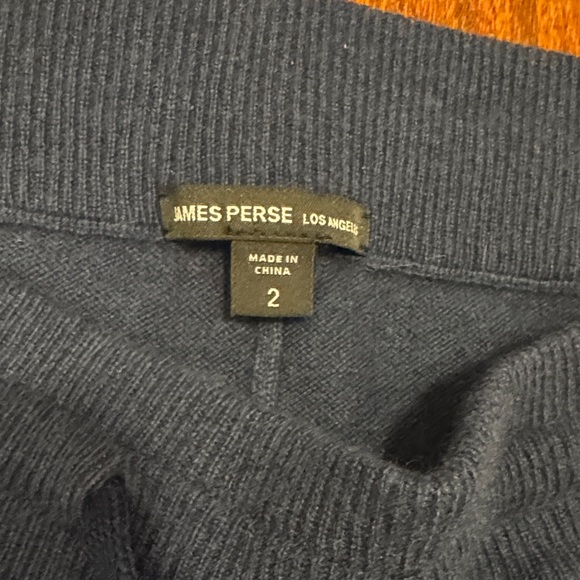 JAMES PERSE LOS ANGELES
MADE IN
CHINA
2